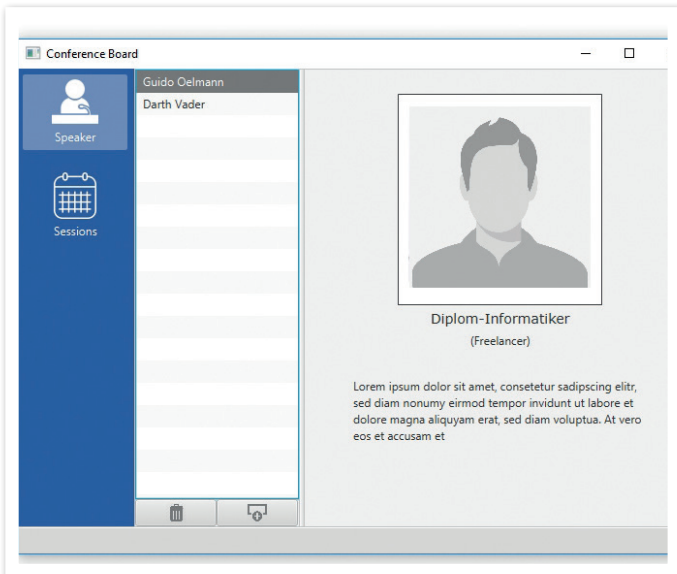 Conference Board
Speaker
Sessions
Guido Oelmann
Darth Vader
Diplom-Informatiker
(Freelancer)
Lorem ipsum dolor sit amet, consetetur sadipscing elitr,
sed diam nonumy eirmod tempor invidunt ut labore et
dolore magna aliquyam erat, sed diam voluptua. At vero
eos et accusam et